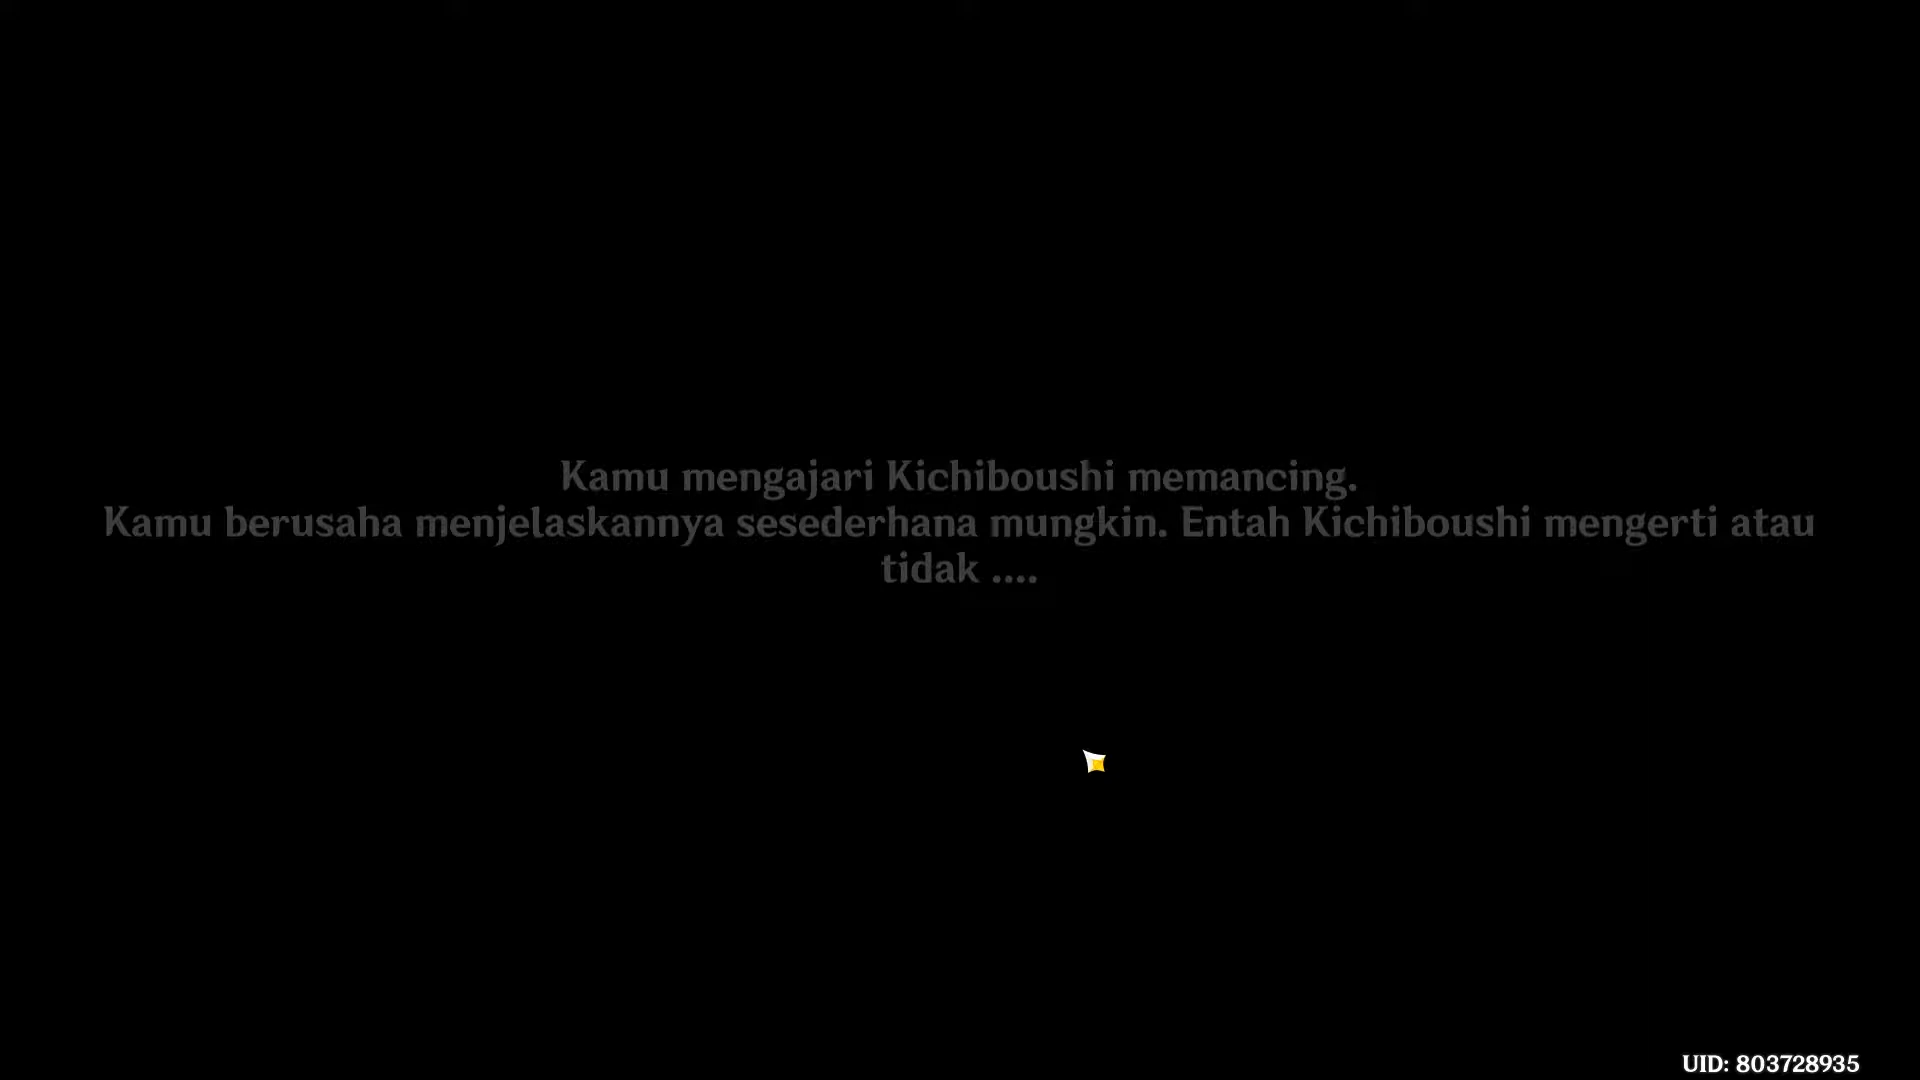 Kamu mengajari Kichiboushi memancing.
Kamu berusaha menjelaskannya sesederhana mungkin. Entah Kichiboushi mengerti atau
tidak ....
UID: 803728935